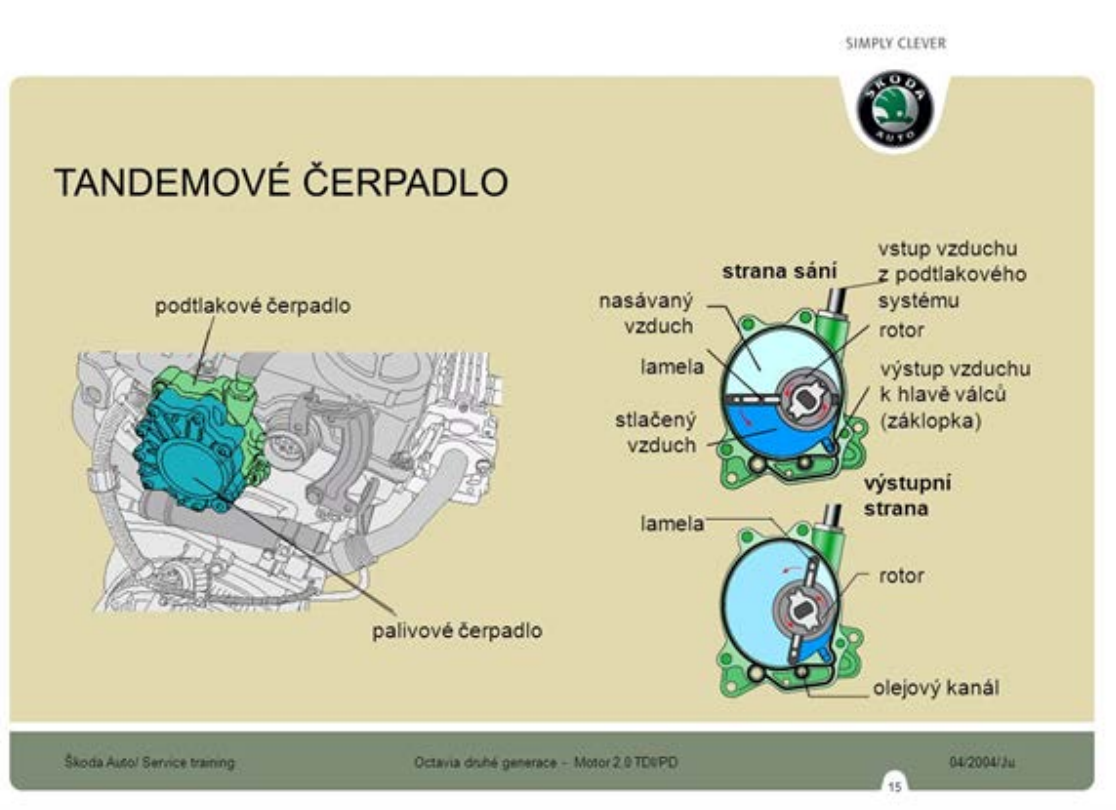 SIMPLY CLEVER
ŠKODA
AUTO
TANDEMOVÉ ČERPADLO
podtlakové čerpadlo
palivové čerpadlo
strana sání
vstup vzduchu
z podtlakového
systému
nasávaný
vzduch
rotor
lamela
výstup vzduchu
k hlavě válců
(záklopka)
stlačený
vzduch
výstupní
strana
lamela
rotor
olejový kanál
Škoda Auto/ Service training
Octavia druhé generace - Motor 2.0 TDI/PD
04/2004/Ju
15